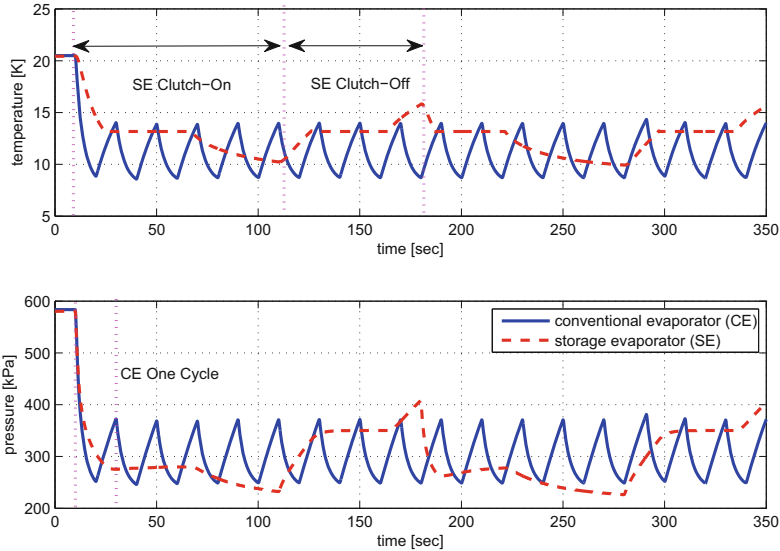 25
20
15
10
5
temperature [K]
SE Clutch−On
SE Clutch−Off
0 50 100 150 200 250 300 350
time [sec]
600
500
400
300
200
pressure [kPa]
CE One Cycle
conventional evaporator (CE)
storage evaporator (SE)
0 50 100 150 200 250 300 350
time [sec]